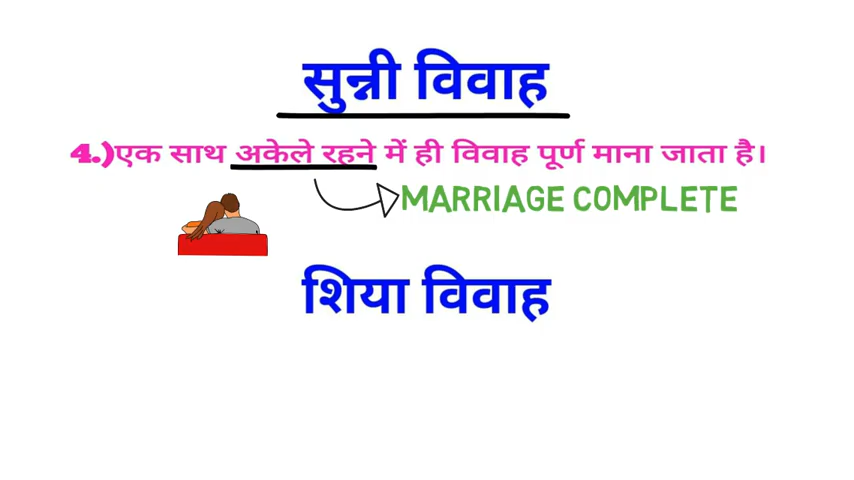 सुन्नी विवाह
4.)एक साथ अकेले रहने में ही विवाह पूर्ण माना जाता है।
MARRIAGE COMPLETE
शिया विवाह